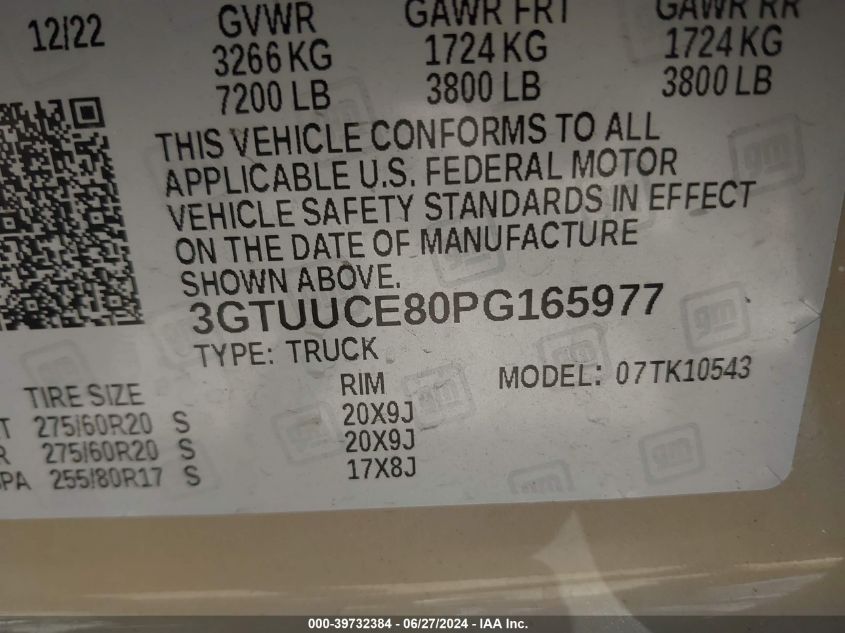 12/22
GVWR GAWR FRT GAWR RR
3266 KG 1724 KG 1724 KG
7200 LB 3800 LB 3800 LB
THIS VEHICLE CONFORMS TO ALL
APPLICABLE U.S. FEDERAL MOTOR
VEHICLE SAFETY STANDARDS IN EFFECT
ON THE DATE OF MANUFACTURE
SHOWN ABOVE.
3GTUUCE80PG165977
TYPE: TRUCK
MODEL: 07TK10543
TIRE SIZE RIM
T 275/60R20 S 20X9J
R 275/60R20 S 20X9J
PA 255/80R17 S 17X8J
gm
000-39732384 - 06/27/2024 - IAA Inc.